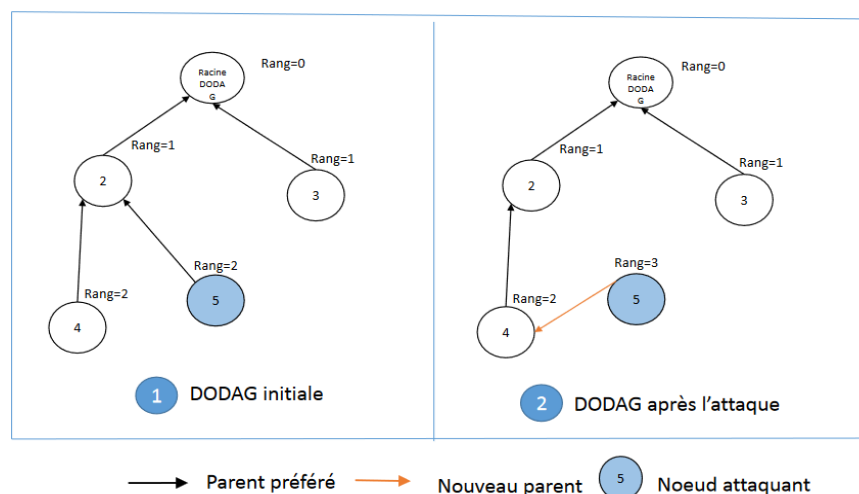 Racine
DODA
G
Rang=0
Rang=1
2
Rang=1
3
Rang=2
5
Rang=2
4
1
DODAG initiale
Racine
DODA
G
Rang=0
Rang=1
2
Rang=1
3
Rang=3
5
Rang=2
4
2
DODAG après l'attaque
Parent préféré
Nouveau parent
5
Noeud attaquant